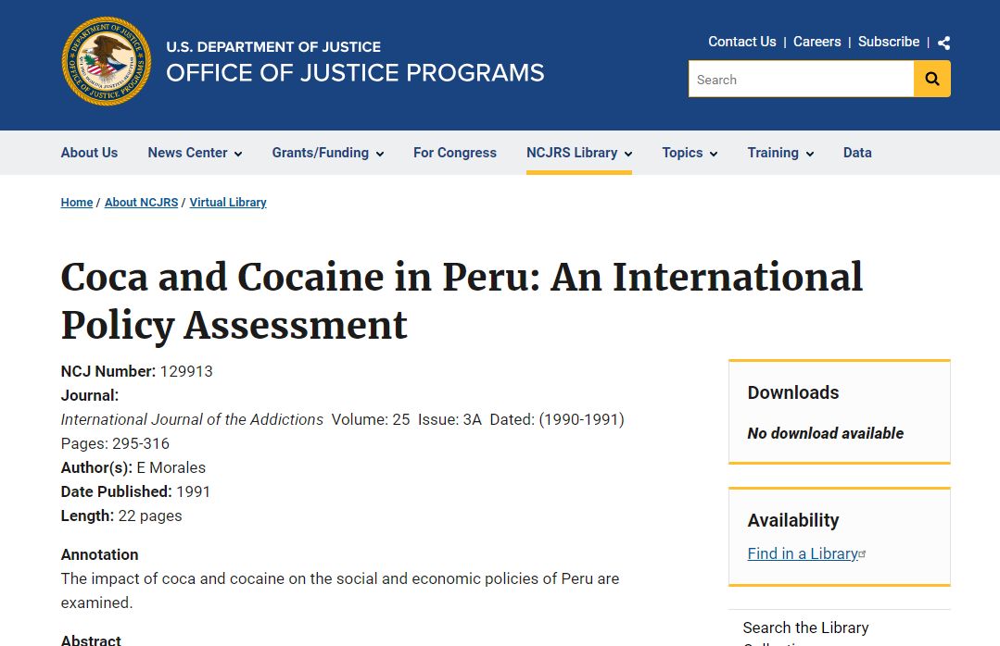 U.S. DEPARTMENT OF JUSTICE
OFFICE OF JUSTICE PROGRAMS
Contact Us | Careers | Subscribe |
Search
About Us News Center Grants/Funding For Congress NCJRS Library Topics Training Data
Home / About NCJRS / Virtual Library
Coca and Cocaine in Peru: An International
Policy Assessment
NCJ Number: 129913
Journal:
International Journal of the Addictions Volume: 25 Issue: 3A Dated: (1990-1991)
Pages: 295-316
Author(s): E Morales
Date Published: 1991
Length: 22 pages
Annotation
The impact of coca and cocaine on the social and economic policies of Peru are
examined.
Abstract
Downloads
No download available
Availability
Find in a Library
Search the Library